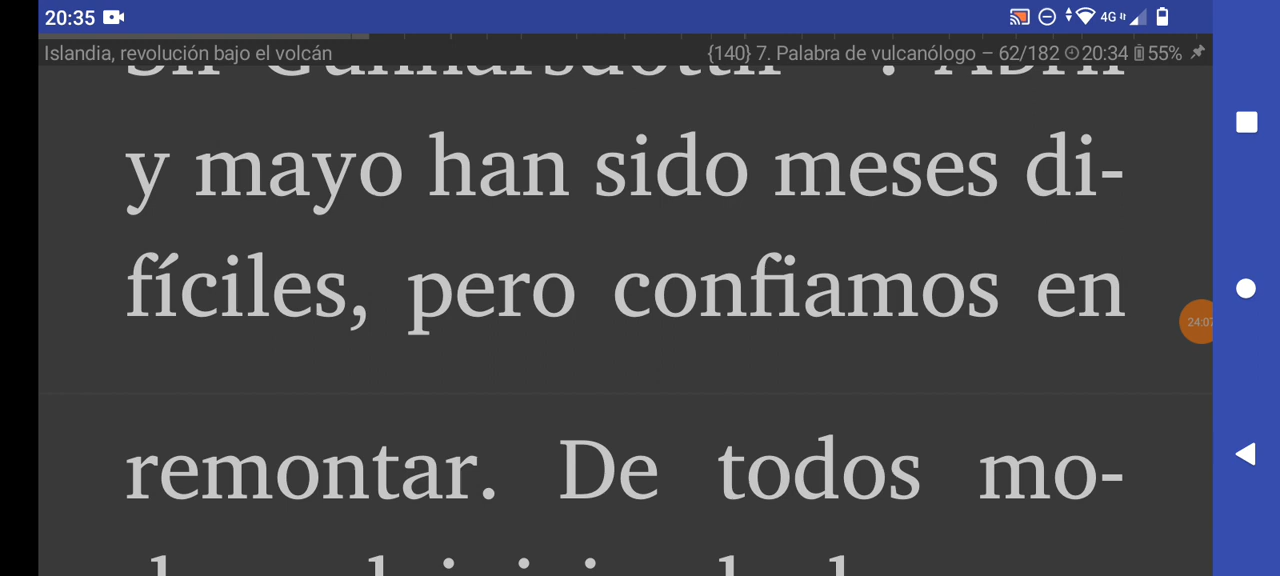 20:35 4G
Islandia, revolución bajo el volcán {140} 7. Palabra de vulcanólogo – 62/182 20:34 55%
y mayo han sido meses di-
fíciles, pero confiamos en
24:07
remontar. De todos mo-